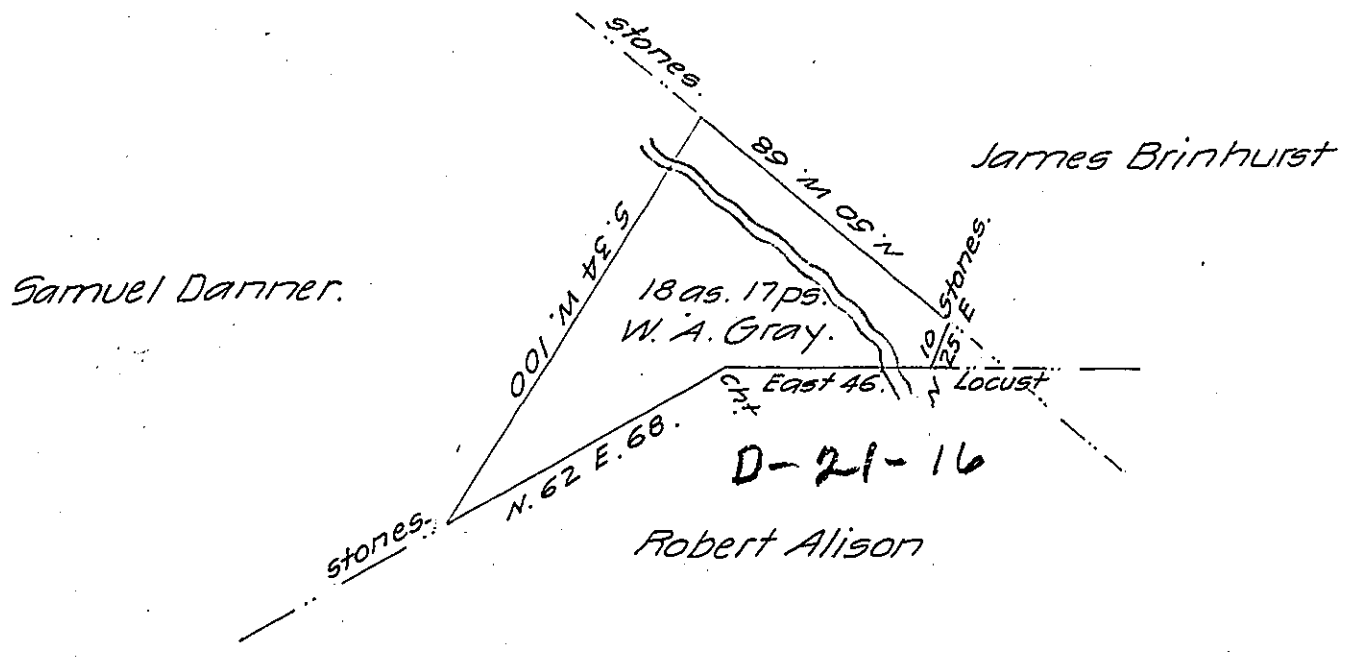 stones.
James Brinhurst
N. 50 W. 68
Stones.
S. 34 W. 100
Samuel Danner.
18 as. 17 ps.
W. A. Gray.
10
N 25. E
Cht
East 46.
Locust
N. 62 E. 68.
D-21-16
stones-
Robert Alison